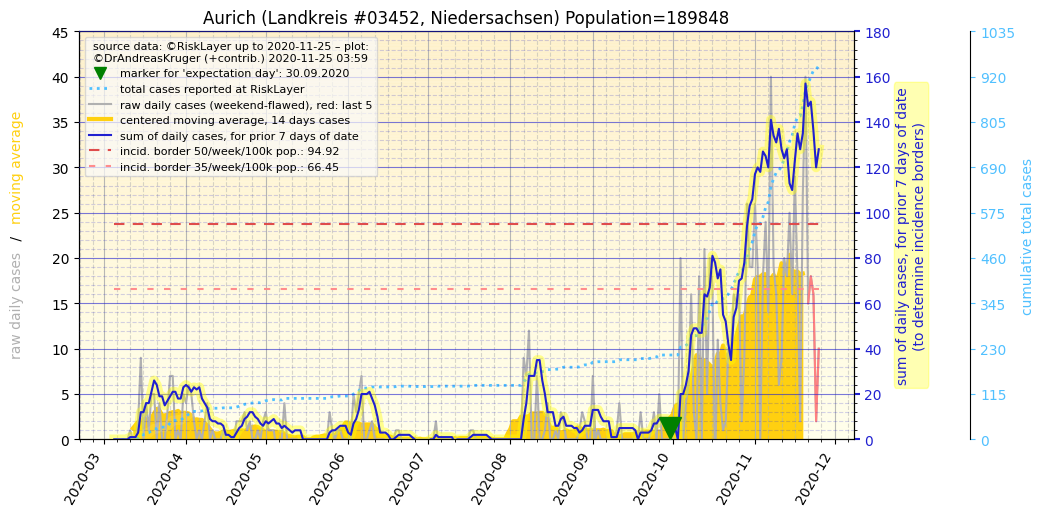 Aurich (Landkreis #03452, Niedersachsen) Population=189848
source data: ©RiskLayer up to 2020-11-25 – plot:
©DrAndreasKruger (+contrib.) 2020-11-25 03:59
marker for 'expectation day': 30.09.2020
total cases reported at RiskLayer
raw daily cases (weekend-flawed), red: last 5
centered moving average, 14 days cases
sum of daily cases, for prior 7 days of date
incid. border 50/week/100k pop.: 94.92
incid. border 35/week/100k pop.: 66.45
raw daily cases / moving average
45
40
35
30
25
20
15
10
5
0
2020-03
2020-04
2020-05
2020-06
2020-07
2020-08
2020-09
2020-10
2020-11
2020-12
180
160
140
120
100
80
60
40
20
0
sum of daily cases, for prior 7 days of date
(to determine incidence borders)
1035
920
805
690
575
460
345
230
115
0
cumulative total cases